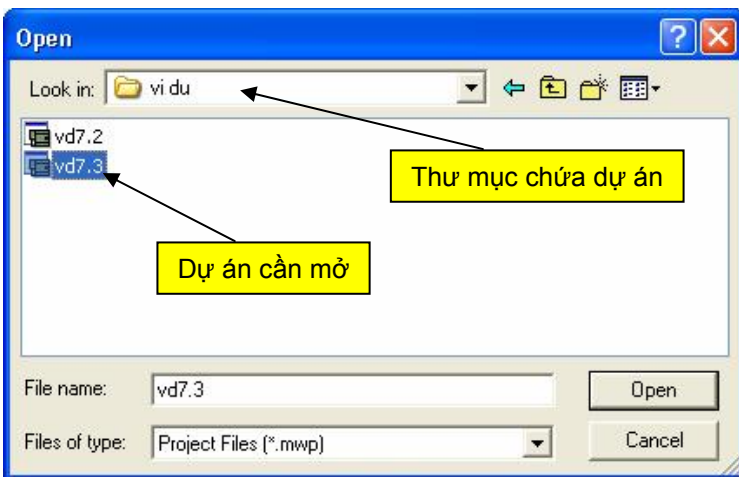 Open
Look in: vi du
vd7.2
vd7.3
Thư mục chứa dự án
Dự án cần mở
File name: vd7.3 Open
Files of type: Project Files (*.mwp) Cancel